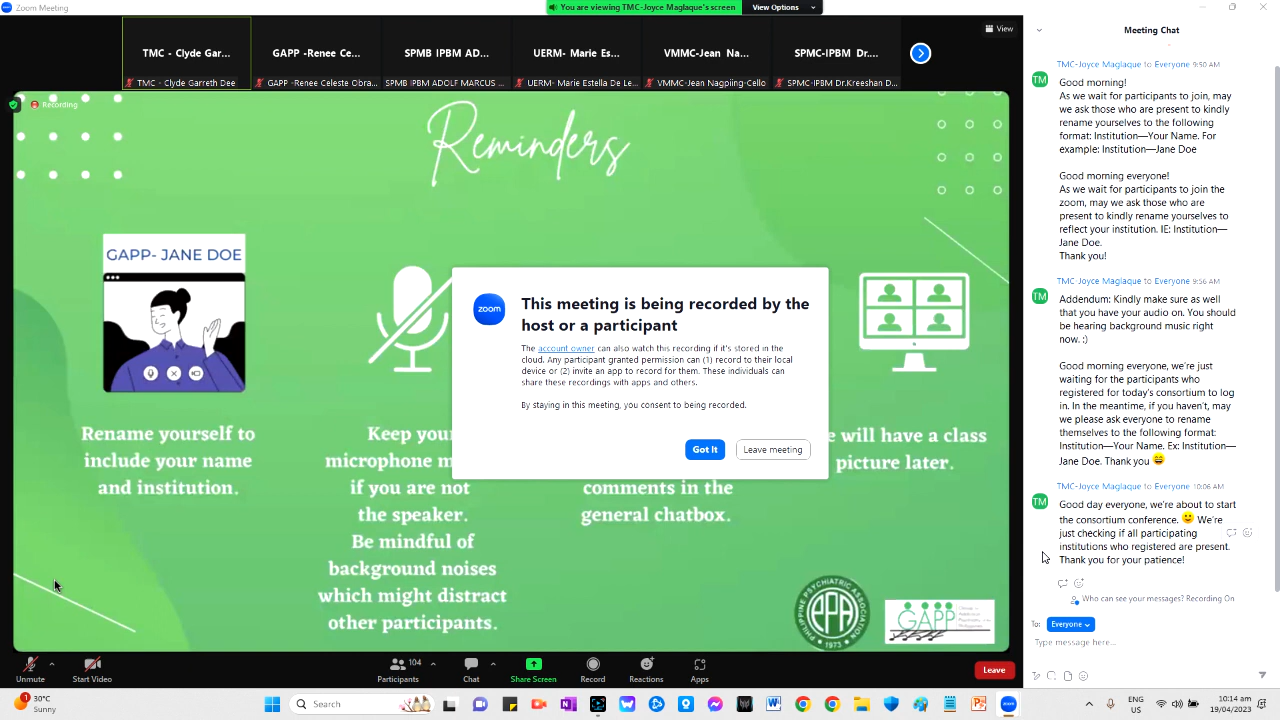 Zoom Meeting
You are viewing TMC-Joyce Maglaque's screen
View Options
TMC - Clyde Gar...
GAPP -Renee Ce...
SPMB IPBM AD...
UERM- Marie Es...
VMMC-Jean Na...
SPMC-IPBM Dr....
TMC - Clyde Garreth Dee
GAPP -Renee Celeste Obra...
SPMB IPBM ADOLF MARCUS ...
UERM- Marie Estella De Le...
VMMC-Jean Nagpiing-Cello
SPMC-IPBM Dr.Kreeshan D...
View
Recording
Reminders
GAPP- JANE DOE
Rename yourself to
include your name
and institution.
Keep your
microphone m
if you are not
the speaker.
Be mindful of
background noises
which might distract
other participants.
comments in the
general chatbox.
e will have a class
picture later.
PHILIPPINE PSYCHIATRIC ASSOCIATION
PPA
1973
GAPP
zoom
This meeting is being recorded by the
host or a participant
The account owner can also watch this recording if it's stored in the
cloud. Any participant granted permission can (1) record to their local
device or (2) invite an app to record for them. These individuals can
share these recordings with apps and others.
By staying in this meeting, you consent to being recorded.
Got It
Leave meeting
Meeting Chat
TMC-Joyce Maglaque to Everyone 9:50 AM
TM
Good morning!
As we wait for participants to join, may
we ask those who are present to kindly
rename yourselves to the following
format: Institution—Your Name. For
example: Institution—Jane Doe
Good morning everyone!
As we wait for participants to join the
zoom, may we ask those who are
present to kindly rename yourselves to
reflect your institution. IE: Institution—
Jane Doe.
Thank you!
TMC-Joyce Maglaque to Everyone 9:56 AM
TM
Addendum: Kindly make sure as well
that you have your audio on. You should
be hearing background music right
now. :)
Good morning everyone, we're just
waiting for the participants who
registered for today's consortium to log
in. In the meantime, if you haven't, may
we please ask everyone to rename
themselves to the following format:
Institution—Your Name. Ex: Institution—
Jane Doe. Thank you 😄
TMC-Joyce Maglaque to Everyone 10:06 AM
TM
Good day everyone, we're about to start
the consortium conference. 🙂 We're
just checking if all participating
institutions who registered are present.
Thank you for your patience!
Who can see your messages? Recording On
To: Everyone
Type message here...
Unmute
Start Video
104
Participants
Chat
Share Screen
Record
Reactions
Apps
Leave
1
30°C
Sunny
Search
ENG
US
10:14 am
19/04/2023